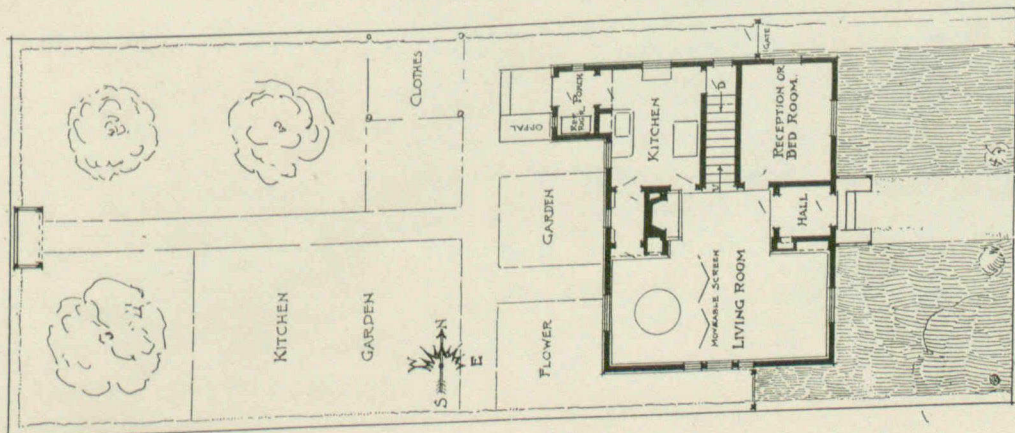 CLOTHES
KITCHEN
GARDEN
W
N
S
E
FLOWER
GARDEN
OFFAL
PORCH
REF
RIGR.
KITCHEN
D
GATE
RECEPTION OR
BED ROOM.
HALL
MOVEABLE SCREEN
LIVING ROOM